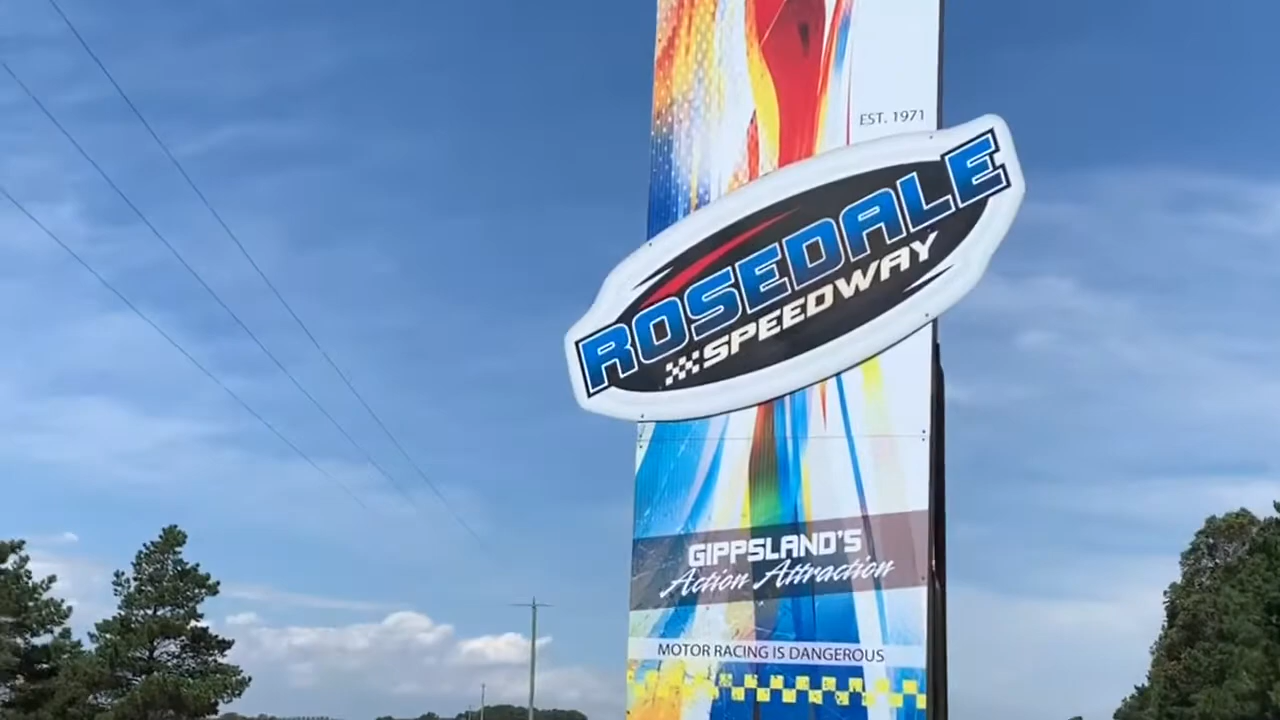 EST. 1971
ROSEDALE
SPEEDWAY
GIPPSLAND'S
Action Attraction
MOTOR RACING IS DANGEROUS